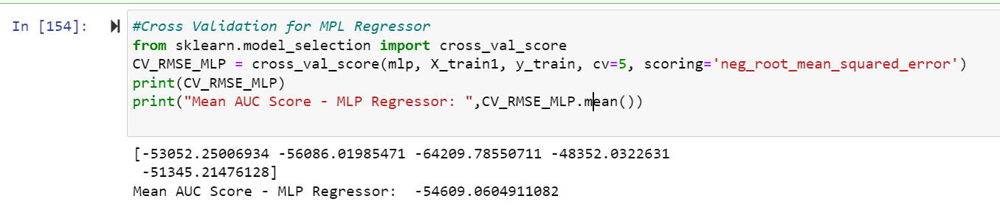 In [154]: #Cross Validation for MPL Regressor
from sklearn.model_selection import cross_val_score
CV_RMSE_MLP = cross_val_score(mlp, X_train1, y_train, cv=5, scoring='neg_root_mean_squared_error')
print(CV_RMSE_MLP)
print("Mean AUC Score - MLP Regressor: ",CV_RMSE_MLP.mean())
[-53052.25006934 -56086.01985471 -64209.78550711 -48352.0322631
-51345.21476128]
Mean AUC Score - MLP Regressor:  -54609.0604911082